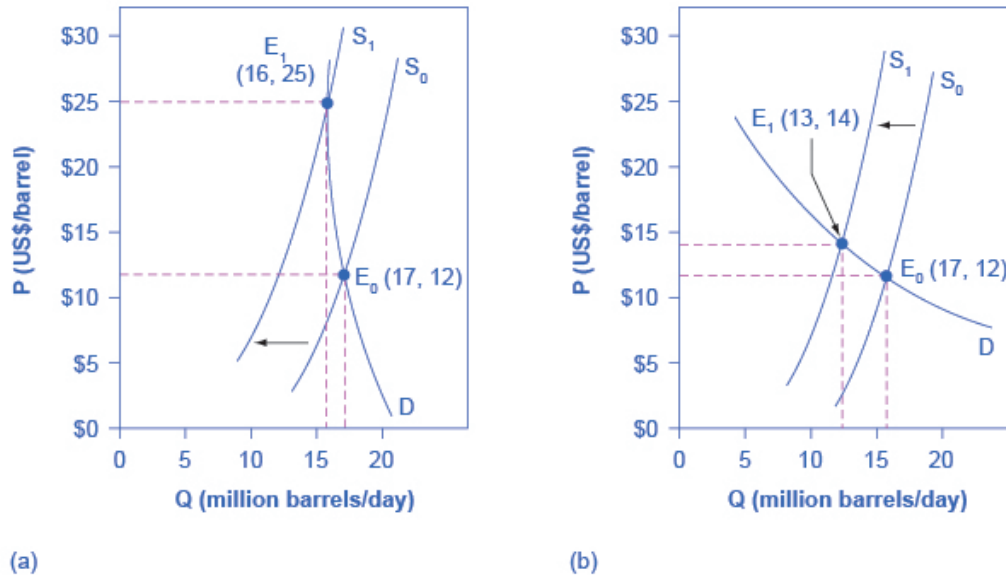 $30
$25
$20
$15
$10
$5
$0
P (US$/barrel)
E1
(16, 25)
S1
S0
E0 (17, 12)
D
0 5 10 15 20
Q (million barrels/day)
(a)
$30
$25
$20
$15
$10
$5
$0
P (US$/barrel)
S1
S0
E1 (13, 14)
E0 (17, 12)
D
0 5 10 15 20
Q (million barrels/day)
(b)